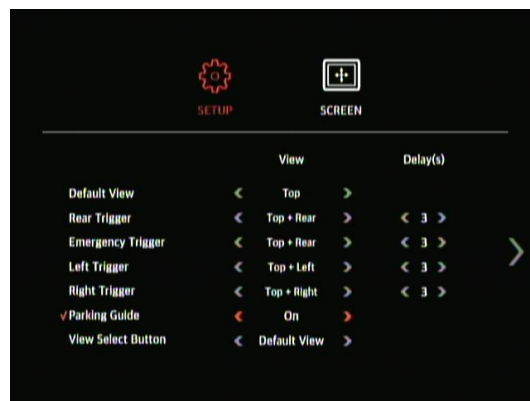 SETUP SCREEN
View Delay(s)
Default View Top
Rear Trigger Top + Rear 3
Emergency Trigger Top + Rear 3
Left Trigger Top + Left 3
Right Trigger Top + Right 3
√Parking Guide On
View Select Button Default View